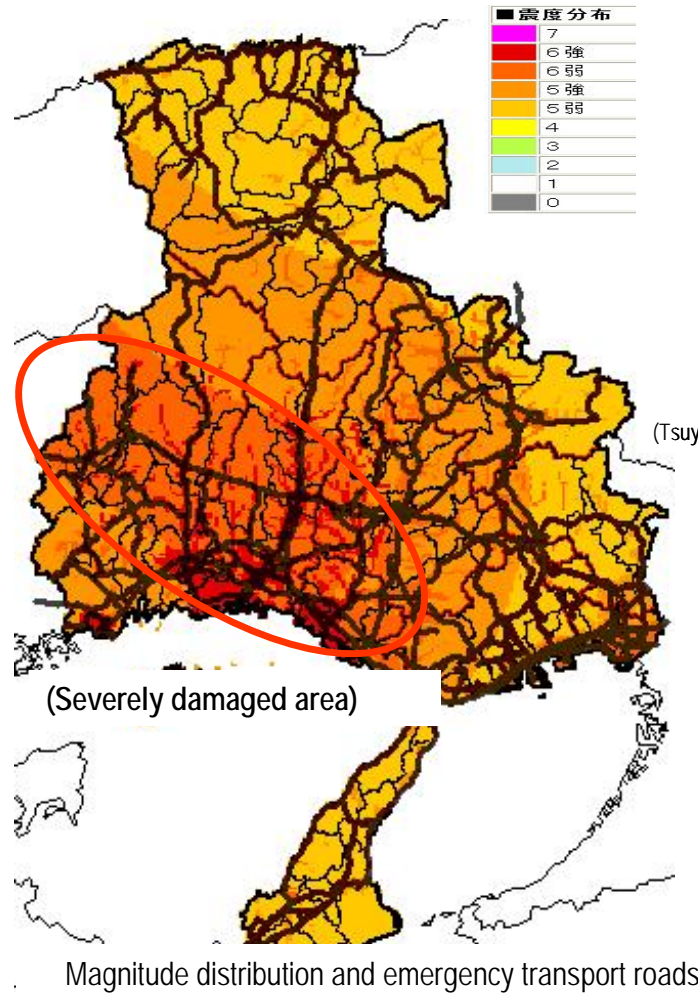 ■震度分布
7
6強
6弱
5強
5弱
4
3
2
1
0
(Tsuy
(Severely damaged area)
. Magnitude distribution and emergency transport roads